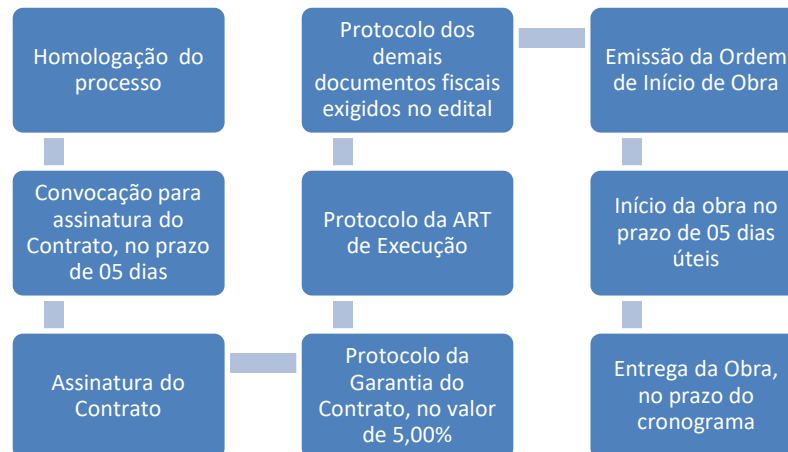 Homologação do
processo
Convocação para
assinatura do
Contrato, no prazo
de 05 dias
Assinatura do
Contrato
Protocolo da
Garantia do
Contrato, no valor
de 5,00%
Protocolo da ART
de Execução
Protocolo dos
demais
documentos fiscais
exigidos no edital
Emissão da Ordem
de Início de Obra
Início da obra no
prazo de 05 dias
úteis
Entrega da Obra,
no prazo do
cronograma